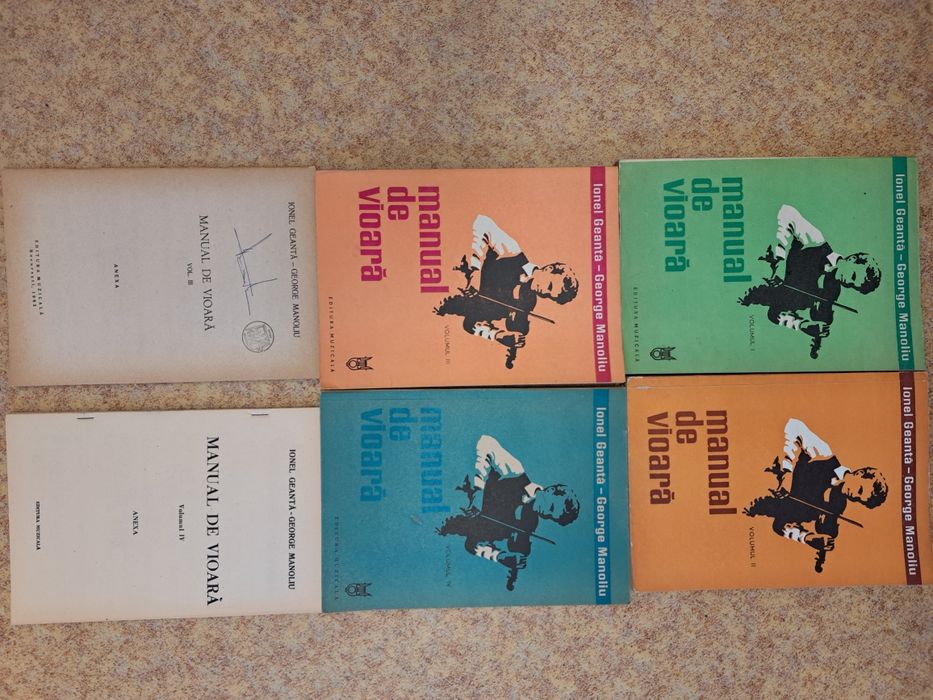 Ionel Geantă – George Manoliu
manual
de
vioară
VOLUMUL I
EDITURA MUZICALĂ
Ionel Geantă – George Manoliu
manual
de
vioară
VOLUMUL II
Ionel Geantă – George Manoliu
manual
de
vioară
VOLUMUL III
EDITURA MUZICALĂ
Ionel Geantă – George Manoliu
manual
de
vioară
VOLUMUL IV
EDITURA MUZICALĂ
IONEL GEANTĂ – GEORGE MANOLIU
MANUAL DE VIOARĂ
VOL. III
ANEXA
EDITURA MUZICALĂ
București,
IONEL GEANTĂ – GEORGE MANOLIU
MANUAL DE VIOARĂ
Volumul IV
ANEXA
EDITURA MUZICALĂ